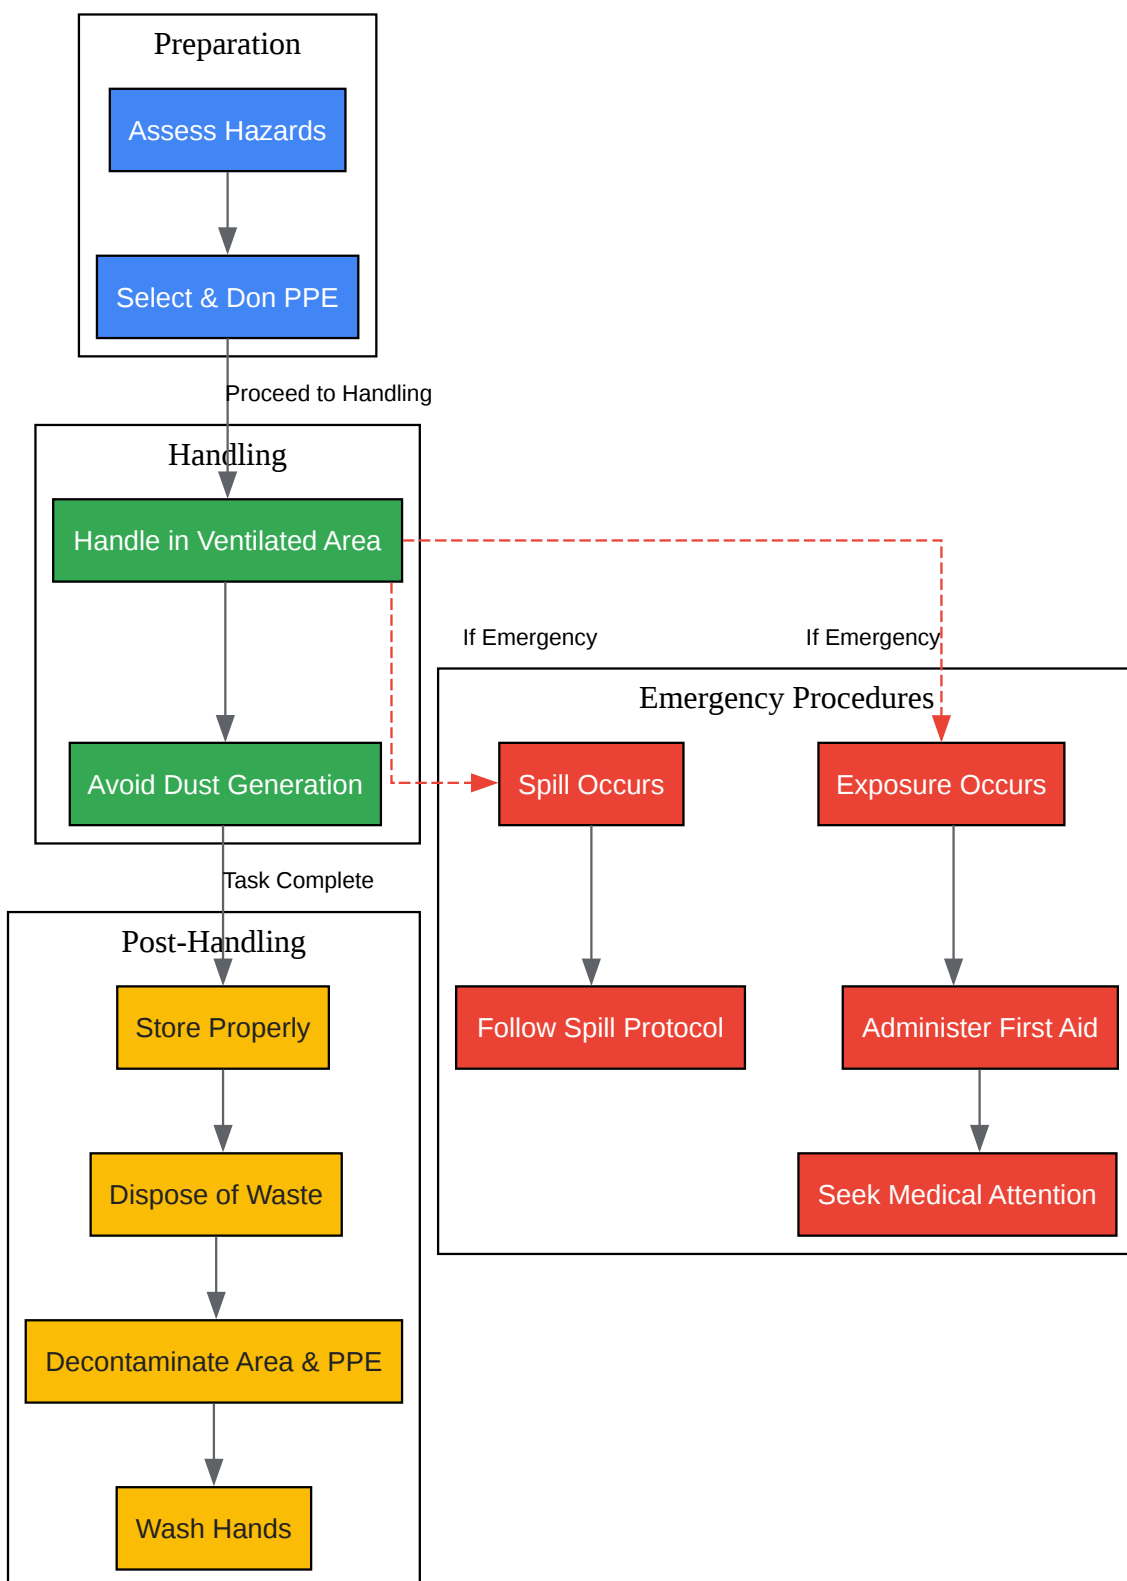 Preparation
Assess Hazards
Select & Don PPE
Proceed to Handling
Handling
Handle in Ventilated Area
If Emergency
If Emergency
Emergency Procedures
Avoid Dust Generation
Spill Occurs
Exposure Occurs
Task Complete
Post-Handling
Store Properly
Follow Spill Protocol
Administer First Aid
Dispose of Waste
Seek Medical Attention
Decontaminate Area & PPE
Wash Hands